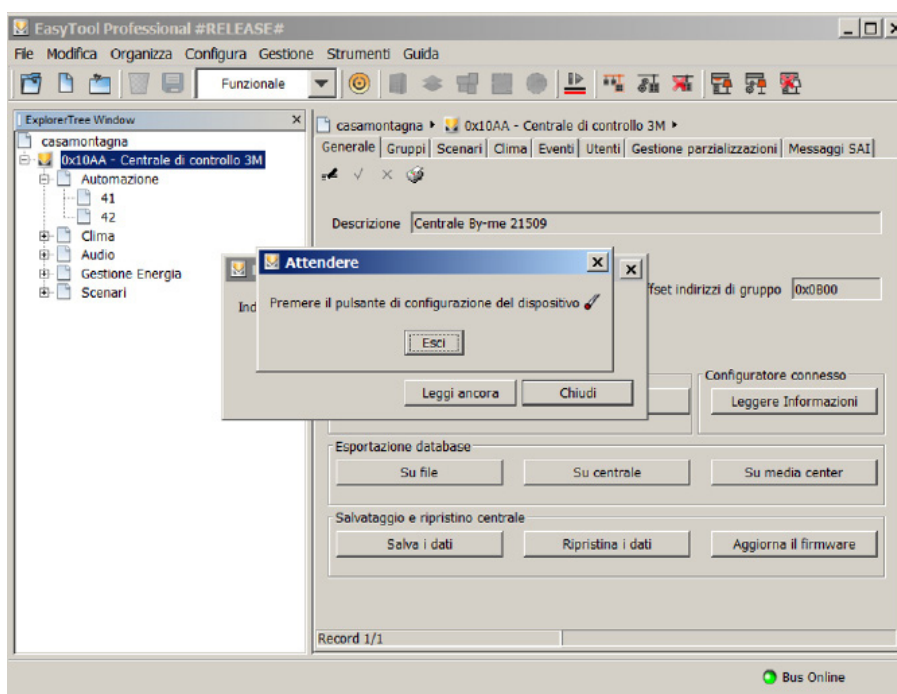 EasyTool Professional #RELEASE#
File Modifica Organizza Configura Gestione Strumenti Guida
Funzionale
ExplorerTree Window
casamontagna
0x10AA - Centrale di controllo 3M
Automazione
41
42
Clima
Audio
Gestione Energia
Scenari
casamontagna 0x10AA - Centrale di controllo 3M
Generale Gruppi Scenari Clima Eventi Utenti Gestione parzializzazioni Messaggi SAI
Descrizione Centrale By-me 21509
ffset indirizzi di gruppo 0x0800
Attendere
Ind
Premere il pulsante di configurazione del dispositivo
Esci
Leggi ancora Chiudi
Configuratore connesso
Leggere Informazioni
Esportazione database
Su file Su centrale Su media center
Salvataggio e ripristino centrale
Salva i dati Ripristina i dati Aggiorna il firmware
Record 1/1
Bus Online